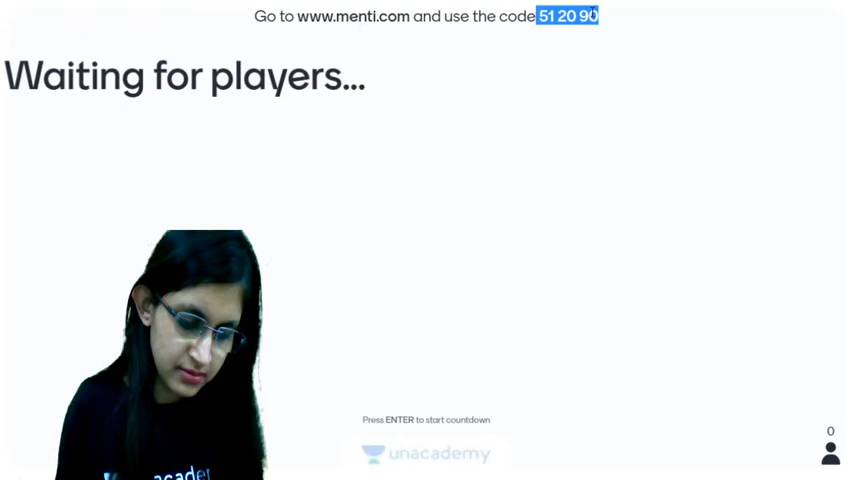 Go to www.menti.com and use the code 51 20 90
Waiting for players...
Press ENTER to start countdown
0
unacademy
unacademy